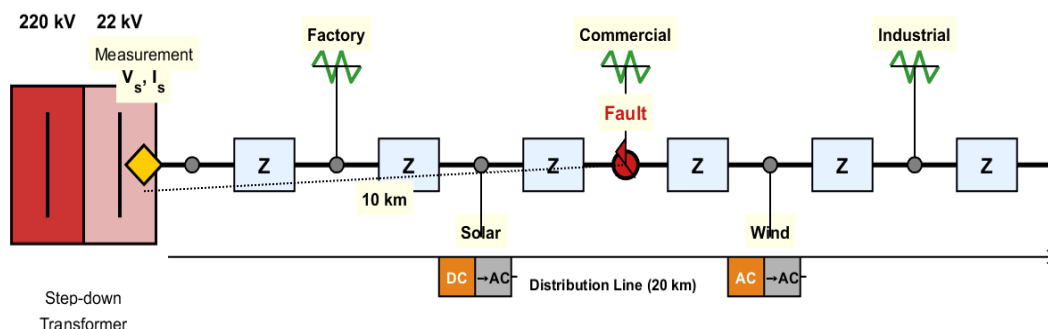 220 kV 22 kV
Measurement
Vs, Is
Factory
Commercial
Industrial
Fault
Z Z Z Z Z Z
10 km
Solar
Wind
DC →AC
Distribution Line (20 km)
AC →AC
Step-down
Transformer